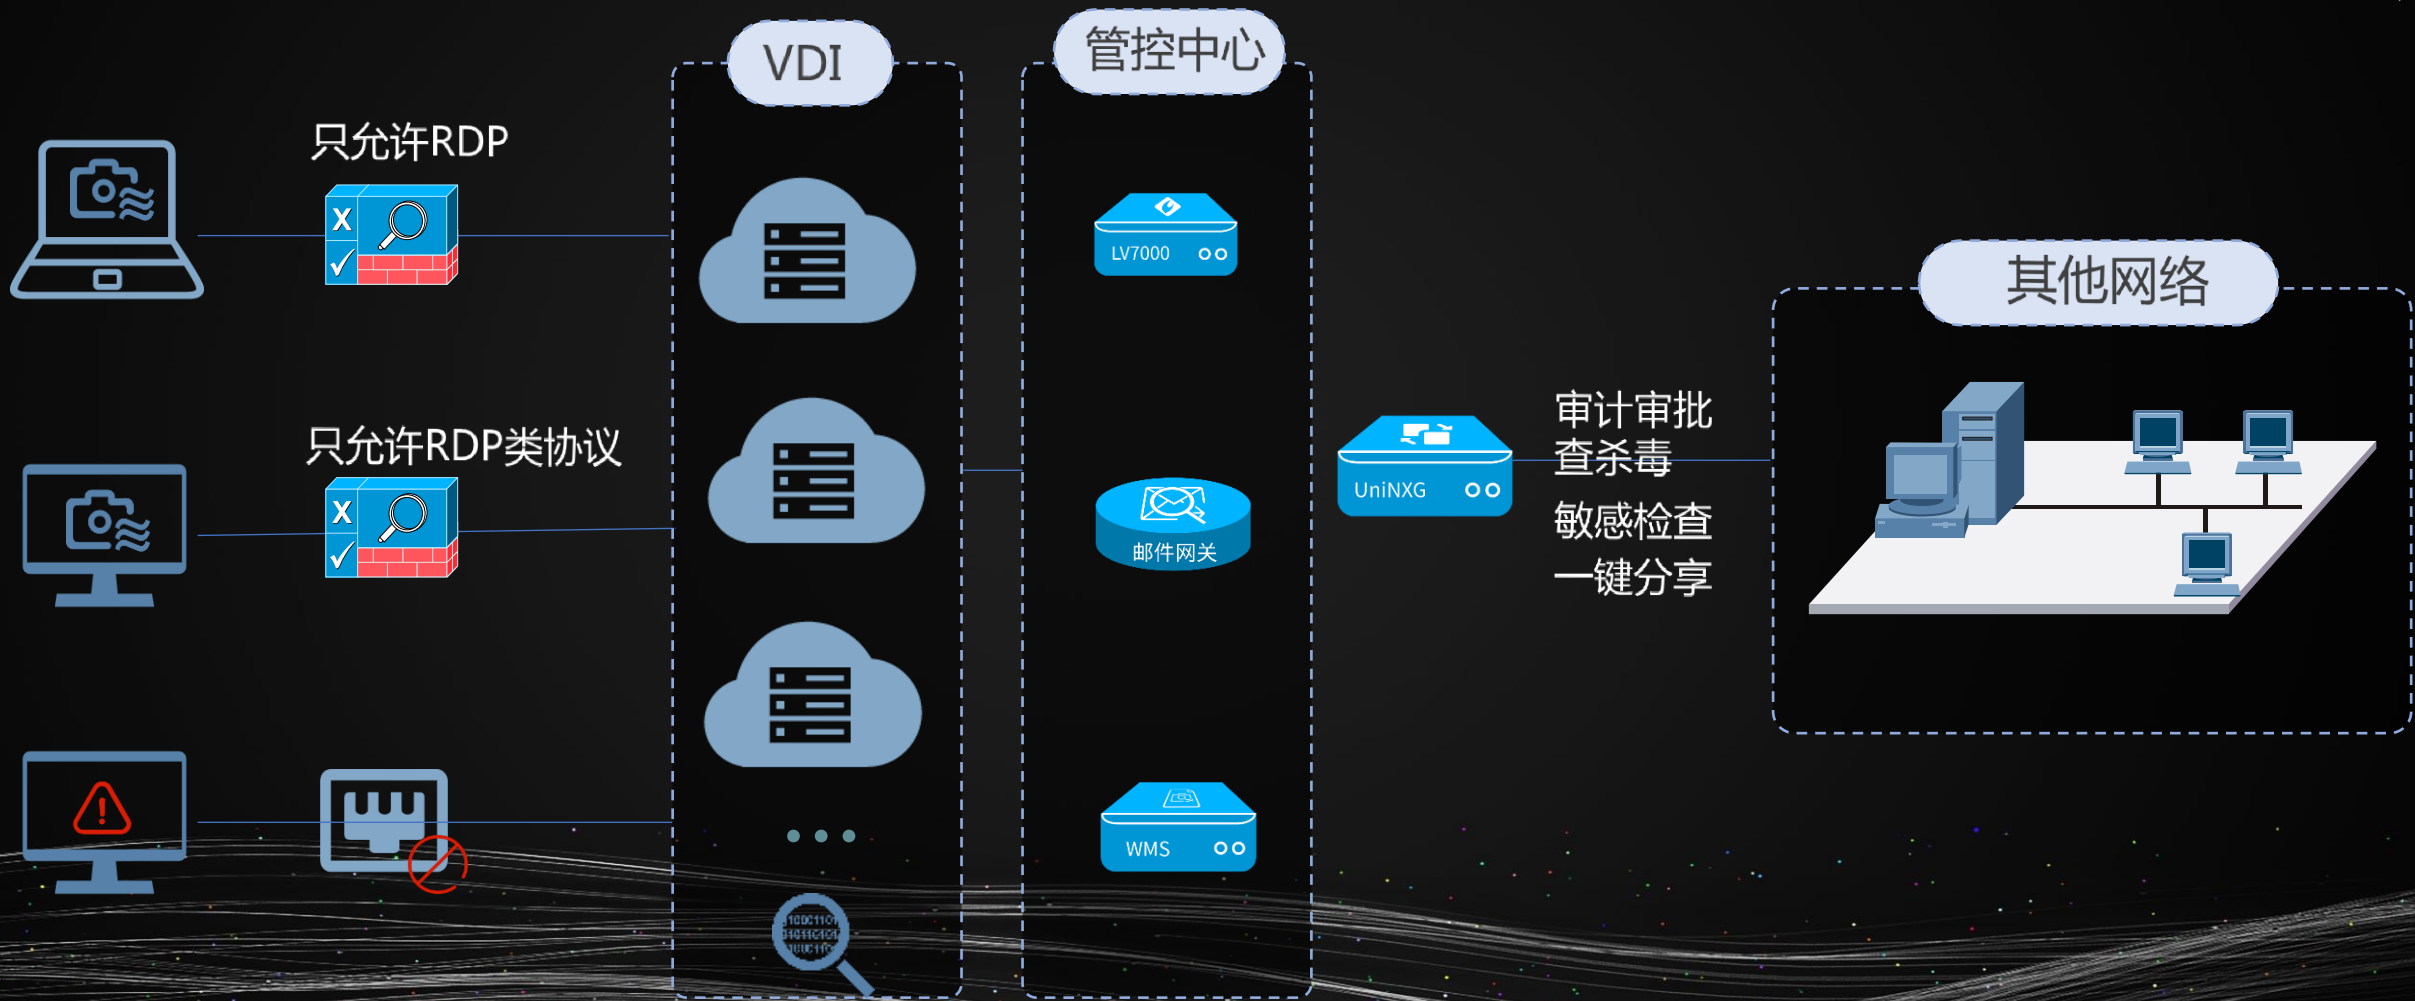 VDI
管控中心
只允许RDP
X
LV7000
其他网络
审计审批
查杀毒
敏感检查
一键分享
只允许RDP类协议
X
UniNXG
邮件网关
WMS